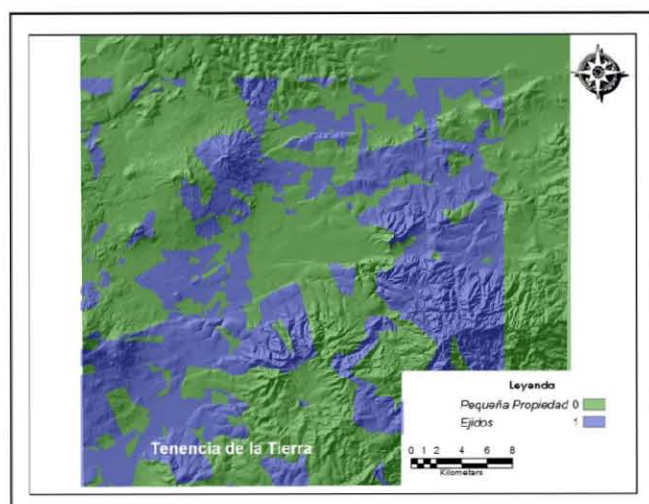 Leyenda
Pequeña Propiedad 0
Ejidos 1
Tenencia de la Tierra
0 1 2 4 6 8
Kilometers